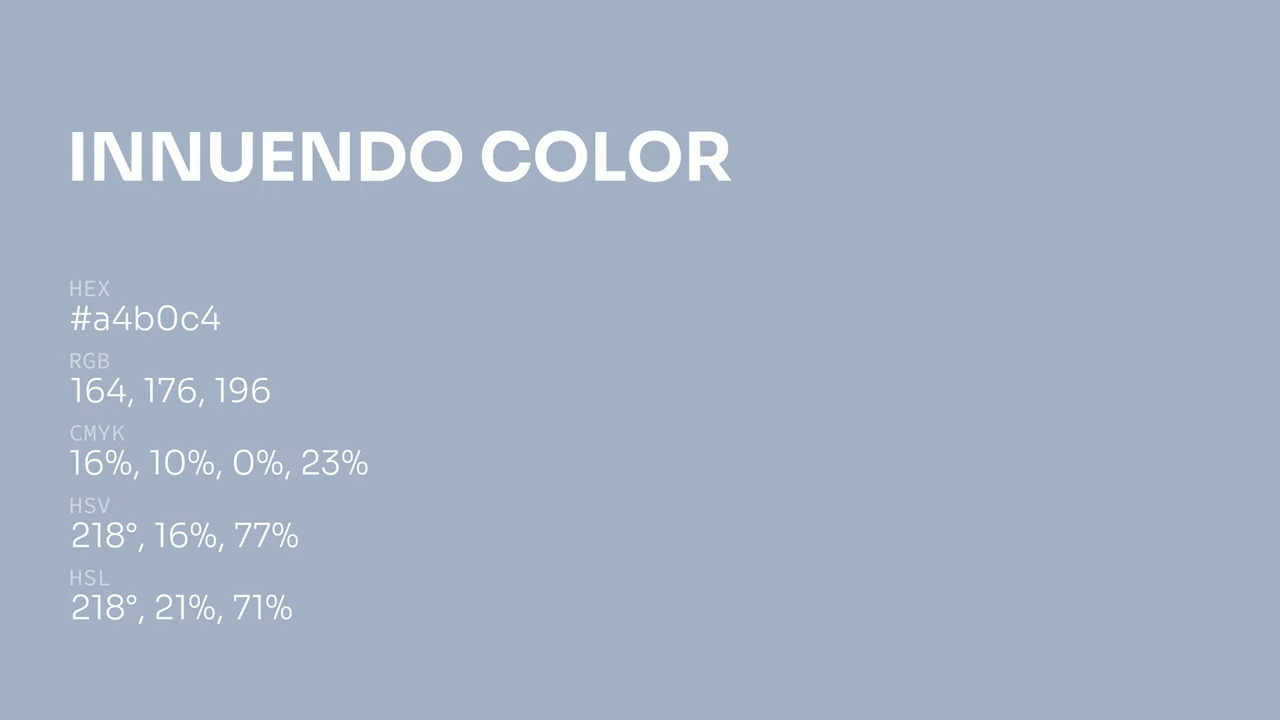 INNUENDO COLOR
HEX
#a4b0c4
RGB
164, 176, 196
CMYK
16%, 10%, 0%, 23%
HSV
218°, 16%, 77%
HSL
218°, 21%, 71%